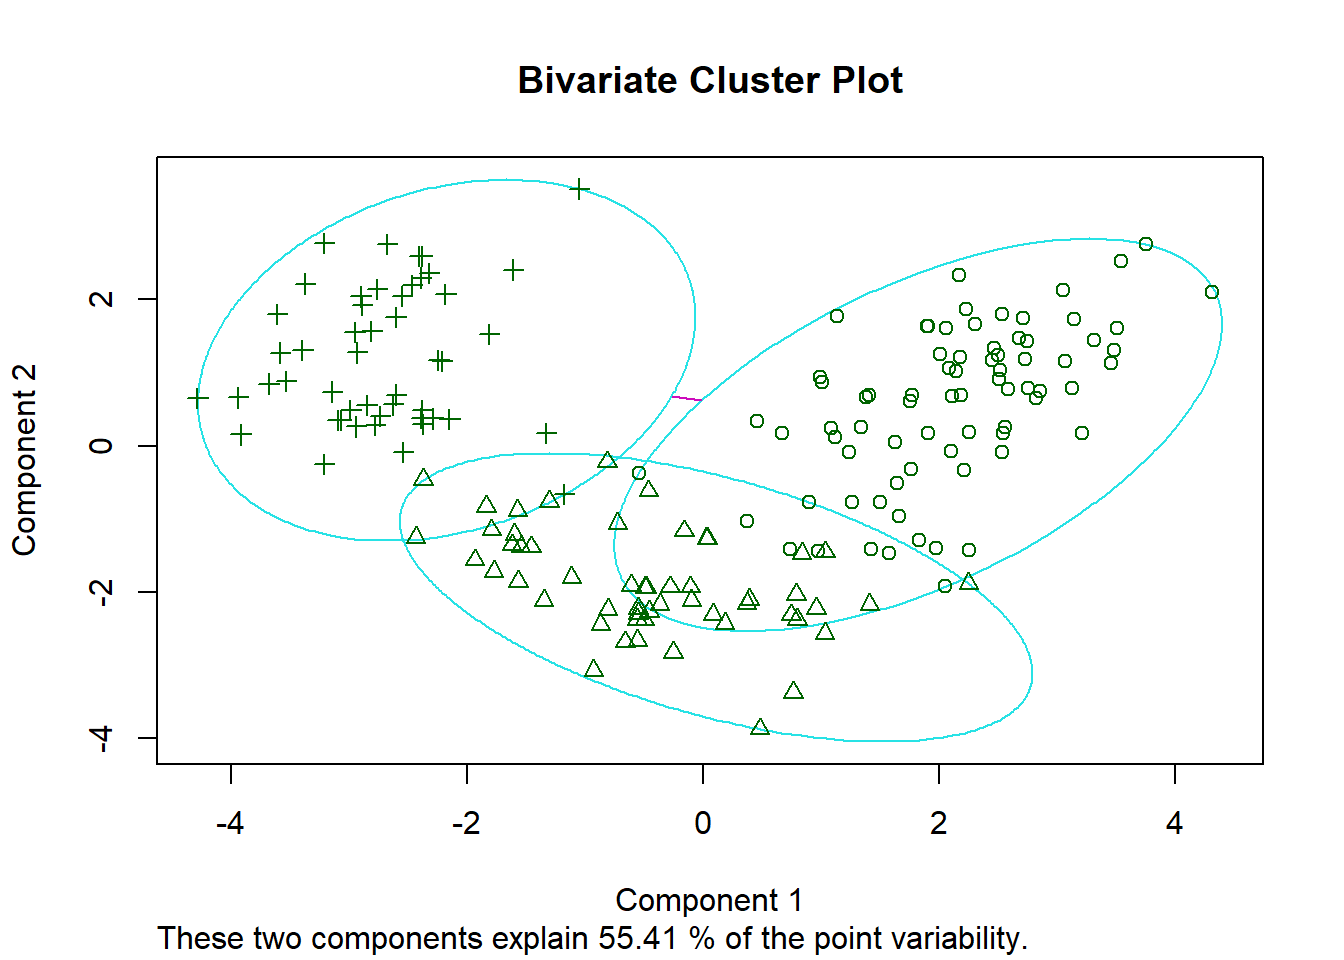 Bivariate Cluster Plot
Component 2
2
0
-2
-4
-4 -2 0 2 4
Component 1
These two components explain 55.41 % of the point variability.